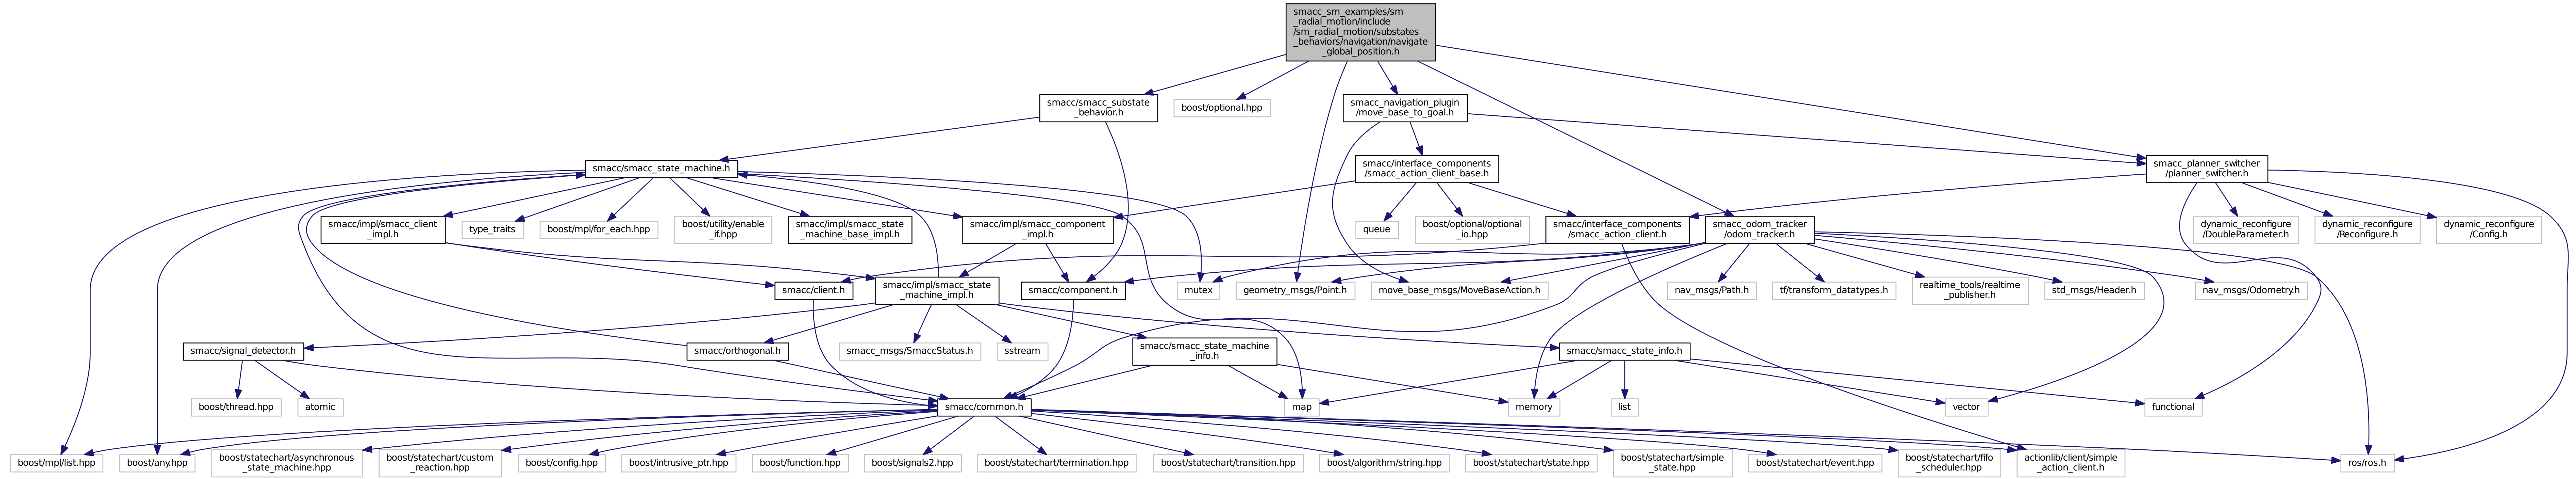 smacc_sm_examples/sm
_radial_motion/include
/sm_radial_motion/substates
_behaviors/navigation/navigate
_global_position.h
smacc/smacc_substate
_behavior.h
boost/optional.hpp
smacc_navigation_plugin
/move_base_to_goal.h
smacc/smacc_state_machine.h
smacc/interface_components
/smacc_action_client_base.h
smacc_planner_switcher
/planner_switcher.h
smacc/impl/smacc_client
_impl.h
type_traits
boost/mpl/for_each.hpp
boost/utility/enable
_if.hpp
smacc/impl/smacc_state
_machine_base_impl.h
smacc/impl/smacc_component
_impl.h
queue
boost/optional/optional
_io.hpp
smacc/interface_components
/smacc_action_client.h
smacc_odom_tracker
/odom_tracker.h
dynamic_reconfigure
/DoubleParameter.h
dynamic_reconfigure
/Reconfigure.h
dynamic_reconfigure
/Config.h
smacc/client.h
smacc/impl/smacc_state
_machine_impl.h
smacc/component.h
mutex
geometry_msgs/Point.h
move_base_msgs/MoveBaseAction.h
nav_msgs/Path.h
tf/transform_datatypes.h
realtime_tools/realtime
_publisher.h
std_msgs/Header.h
nav_msgs/Odometry.h
smacc/signal_detector.h
smacc/orthogonal.h
smacc_msgs/SmaccStatus.h
sstream
smacc/smacc_state_machine
_info.h
smacc/smacc_state_info.h
boost/thread.hpp
atomic
smacc/common.h
map
memory
list
vector
functional
boost/mpl/list.hpp
boost/any.hpp
boost/statechart/asynchronous
_state_machine.hpp
boost/statechart/custom
_reaction.hpp
boost/config.hpp
boost/intrusive_ptr.hpp
boost/function.hpp
boost/signals2.hpp
boost/statechart/termination.hpp
boost/statechart/transition.hpp
boost/algorithm/string.hpp
boost/statechart/state.hpp
boost/statechart/simple
_state.hpp
boost/statechart/event.hpp
boost/statechart/fifo
_scheduler.hpp
actionlib/client/simple
_action_client.h
ros/ros.h